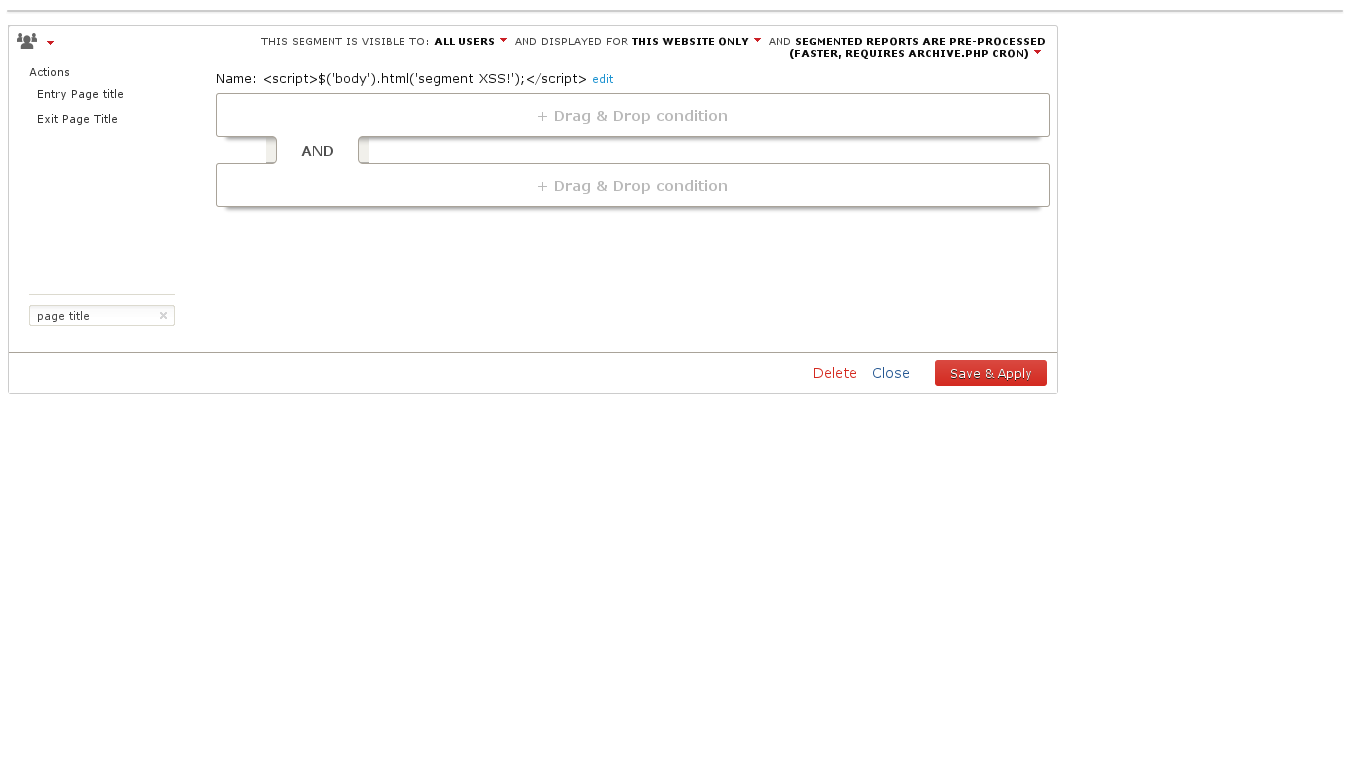 THIS SEGMENT IS VISIBLE TO: ALL USERS AND DISPLAYED FOR THIS WEBSITE ONLY AND SEGMENTED REPORTS ARE PRE-PROCESSED
(FASTER, REQUIRES ARCHIVE.PHP CRON)
Actions
Entry Page title
Exit Page Title
page title
Name: <script>$('body').html('segment XSS!');</script> edit
+ Drag & Drop condition
AND
+ Drag & Drop condition
Delete Close Save & Apply